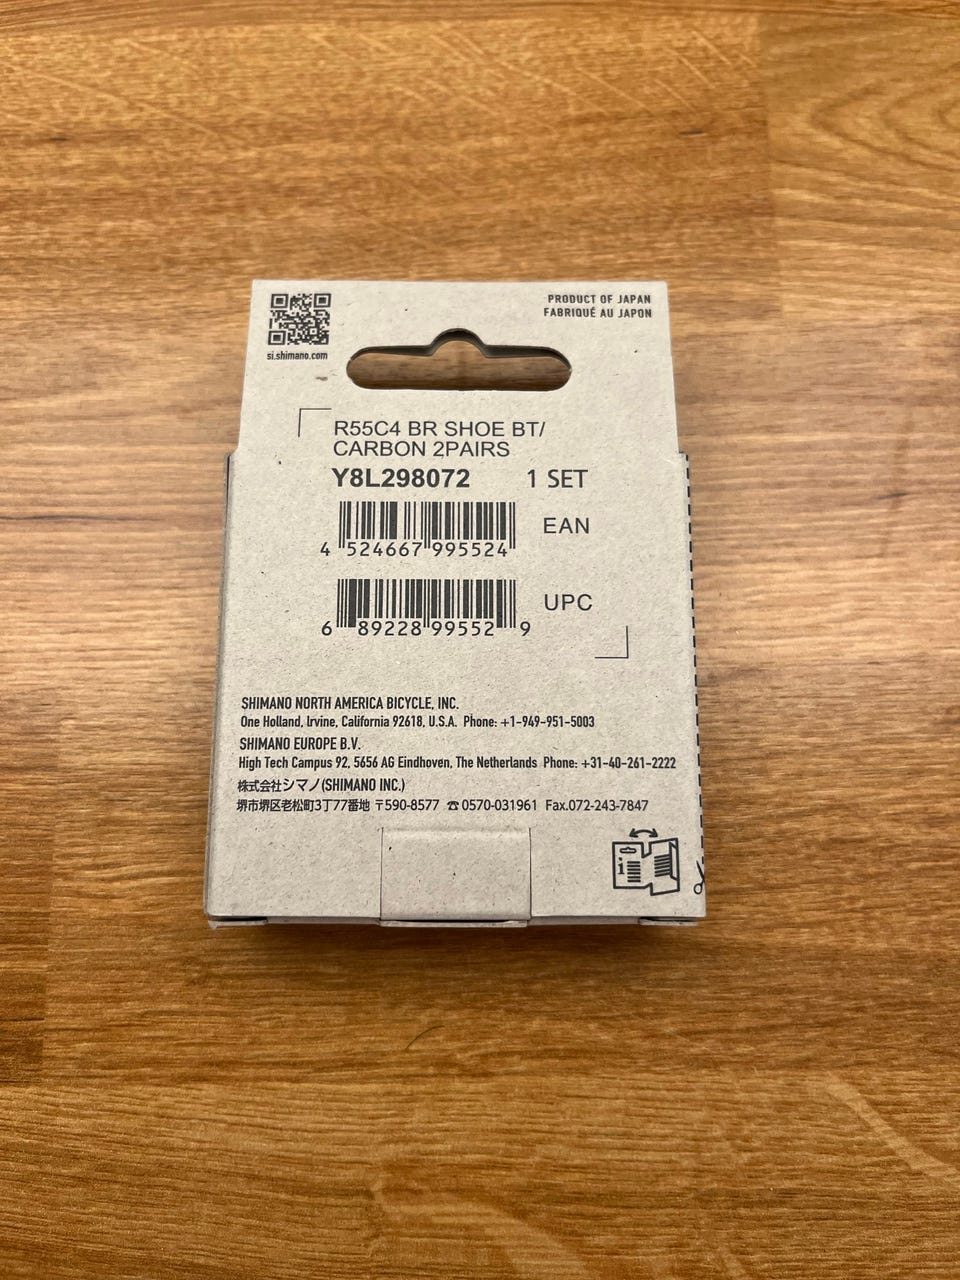 si.shimano.com
PRODUCT OF JAPAN
FABRIQUÉ AU JAPON
R55C4 BR SHOE BT/
CARBON 2PAIRS
Y8L298072 1 SET
EAN
4 524667 995524
UPC
6 89228 99552 9
SHIMANO NORTH AMERICA BICYCLE, INC.
One Holland, Irvine, California 92618, U.S.A. Phone: +1-949-951-5003
SHIMANO EUROPE B.V.
High Tech Campus 92, 5656 AG Eindhoven, The Netherlands Phone: +31-40-261-2222
株式会社シマノ(SHIMANO INC.)
堺市堺区老松町3丁77番地 〒590-8577 ☎0570-031961 Fax.072-243-7847
i